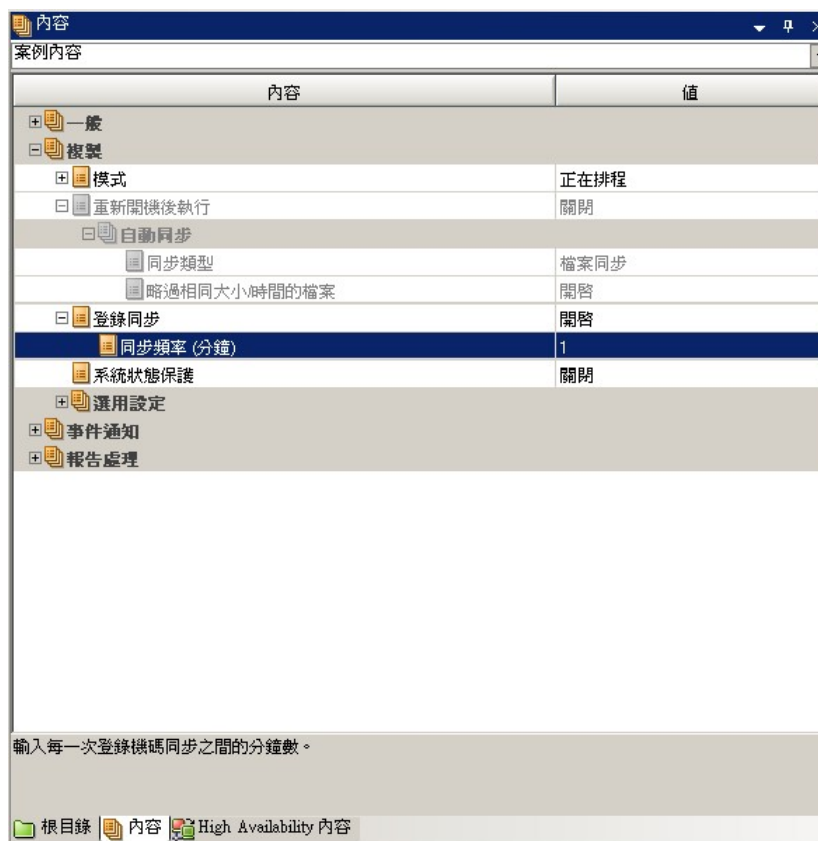 內容
案例內容
內容 值
一般
複製
模式 正在排程
重新開機後執行 關閉
自動同步
同步類型 檔案同步
略過相同大小/時間的檔案 開啓
登錄同步 開啓
同步頻率 (分鐘) 1
系統狀態保護 關閉
選用設定
事件通知
報告處理
輸入每一次登錄機碼同步之間的分鐘數。
根目錄 內容 High Availability 內容